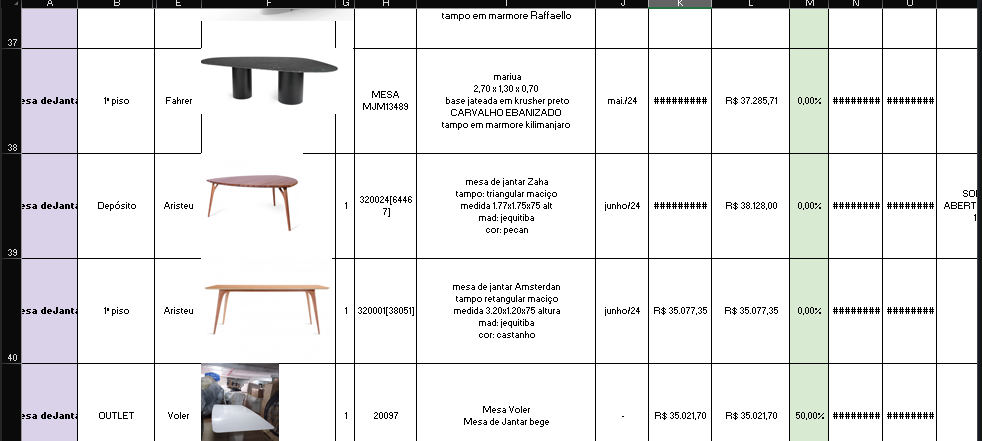 A B E F G H I J K L M N O
tampo em marmore Raffaello
37
esa deJanta
1º piso
Fahrer
MESA
MJM13489
mariua
2,70 x 1,30 x 0,70
base jateada em krusher preto
CARVALHO EBANIZADO
tampo em marmore kilimanjaro
mai./24
#########
R$ 37.285,71
0,00%
########
########
38
esa deJanta
Depósito
Aristeu
1
320024[6446
7]
mesa de jantar Zaha
tampo: triangular maciço
medida 1.77x1.75x75 alt
mad: jequitiba
cor: pecan
junho/24
#########
R$ 38.128,00
0,00%
########
########
SO
ABERT
1
39
esa deJanta
1º piso
Aristeu
1
320001[38051]
mesa de jantar Amsterdan
tampo retangular maciço
medida 3.20x1.20x75 altura
mad: jequitiba
cor: castanho
junho/24
R$ 35.077,35
R$ 35.077,35
0,00%
########
########
40
esa deJanta
OUTLET
Voler
1
20097
Mesa Voler
Mesa de Jantar bege
-
R$ 35.021,70
R$ 35.021,70
50,00%
########
########